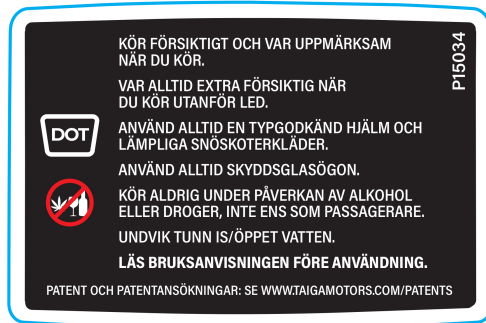 KÖR FÖRSIKTIGT OCH VAR UPPMÄRKSAM
NÄR DU KÖR.
VAR ALLTID EXTRA FÖRSIKTIG NÄR
DU KÖR UTANFÖR LED.
DOT
ANVÄND ALLTID EN TYPGODKÄND HJÄLM OCH
LÄMPLIGA SNÖSKOTERKLÄDER.
ANVÄND ALLTID SKYDDSGLASÖGON.
KÖR ALDRIG UNDER PÅVERKAN AV ALKOHOL
ELLER DROGER, INTE ENS SOM PASSAGERARE.
UNDVIK TUNN IS/ÖPPET VATTEN.
LÄS BRUKSANVISNINGEN FÖRE ANVÄNDNING.
PATENT OCH PATENTANSÖKNINGAR: SE WWW.TAIGAMOTORS.COM/PATENTS
P15034